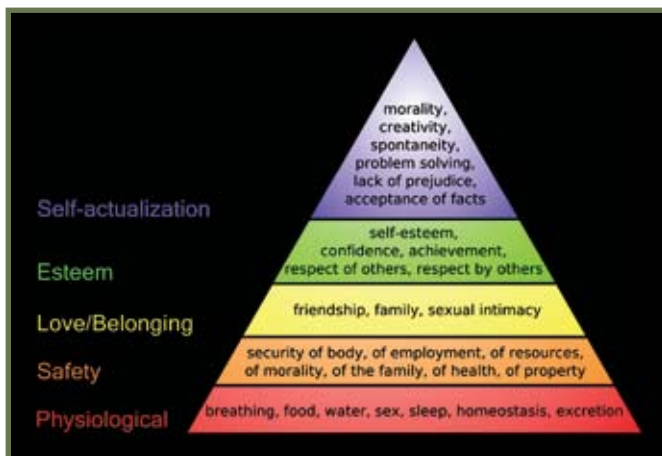 morality,
creativity,
spontaneity,
problem solving,
lack of prejudice,
acceptance of facts
Self-actualization
self-esteem,
confidence, achievement,
respect of others, respect by others
Esteem
friendship, family, sexual intimacy
Love/Belonging
security of body, of employment, of resources,
of morality, of the family, of health, of property
Safety
breathing, food, water, sex, sleep, homeostasis, excretion
Physiological